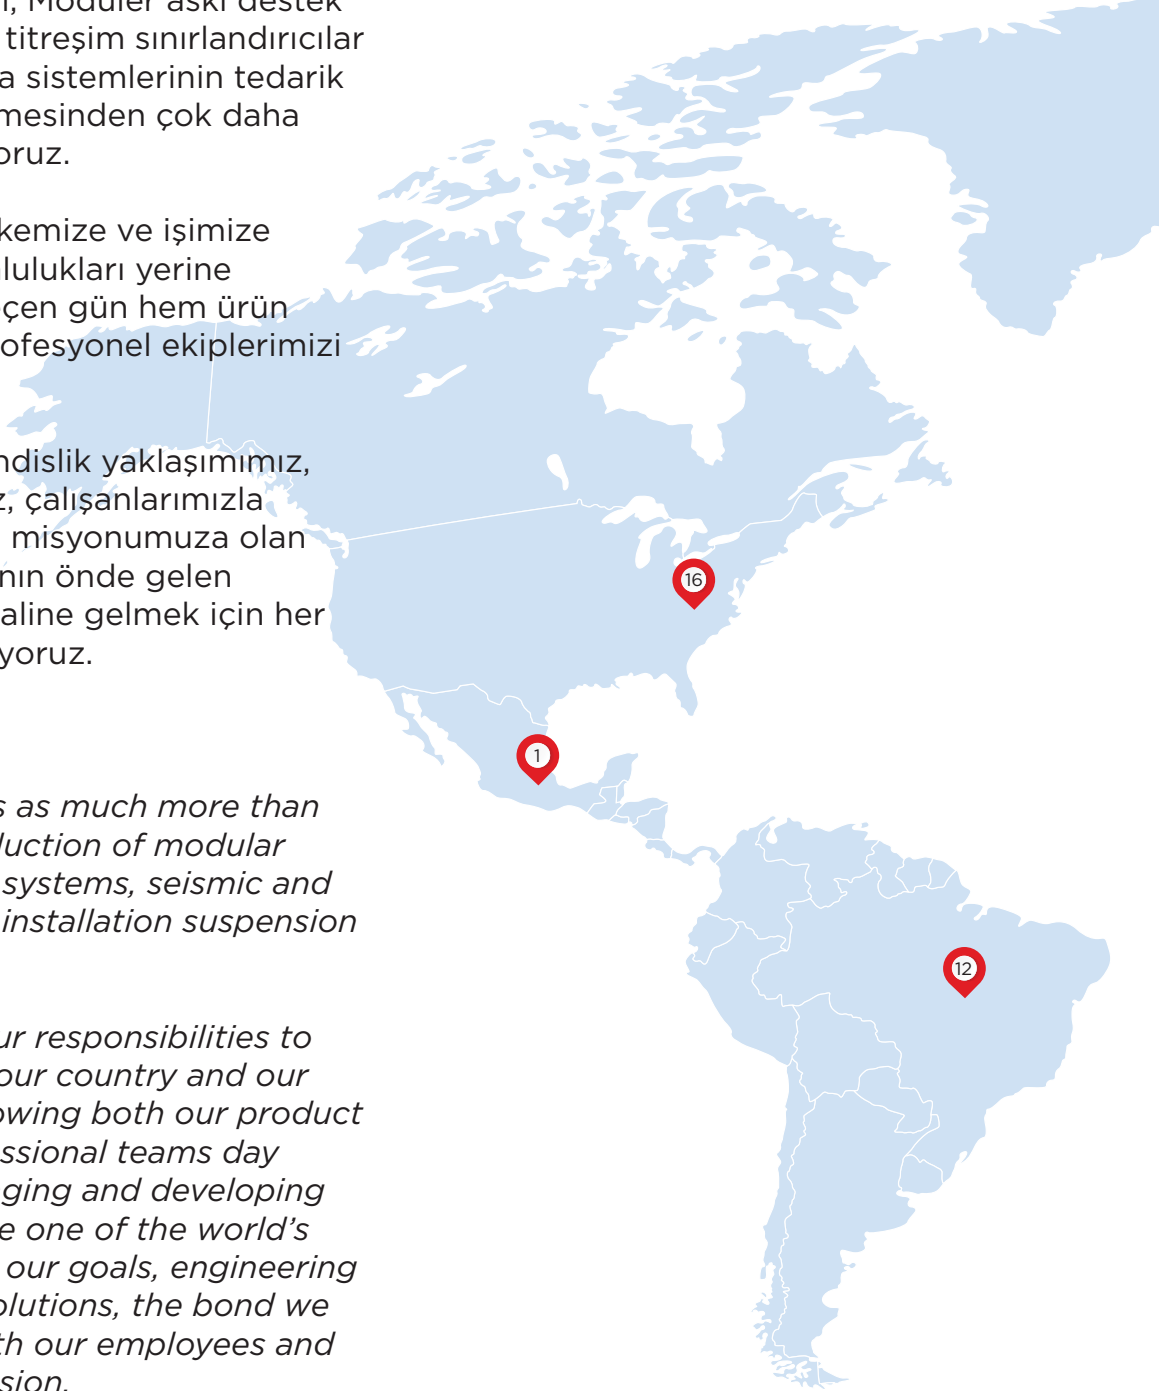 titreşim sınırlandırıcılar
a sistemlerinin tedarik
mesinden çok daha
oruz.
kemize ve işimize
lulukları yerine
çen gün hem ürün
ofesyonel ekiplerimizi
ndislik yaklaşımımız,
z, çalışanlarımızla
misyonumuza olan
nın önde gelen
aline gelmek için her
yoruz.
s as much more than
duction of modular
systems, seismic and
installation suspension
ur responsibilities to
our country and our
owing both our product
essional teams day
nging and developing
e one of the world's
our goals, engineering
olutions, the bond we
th our employees and
sion.
16
1
12